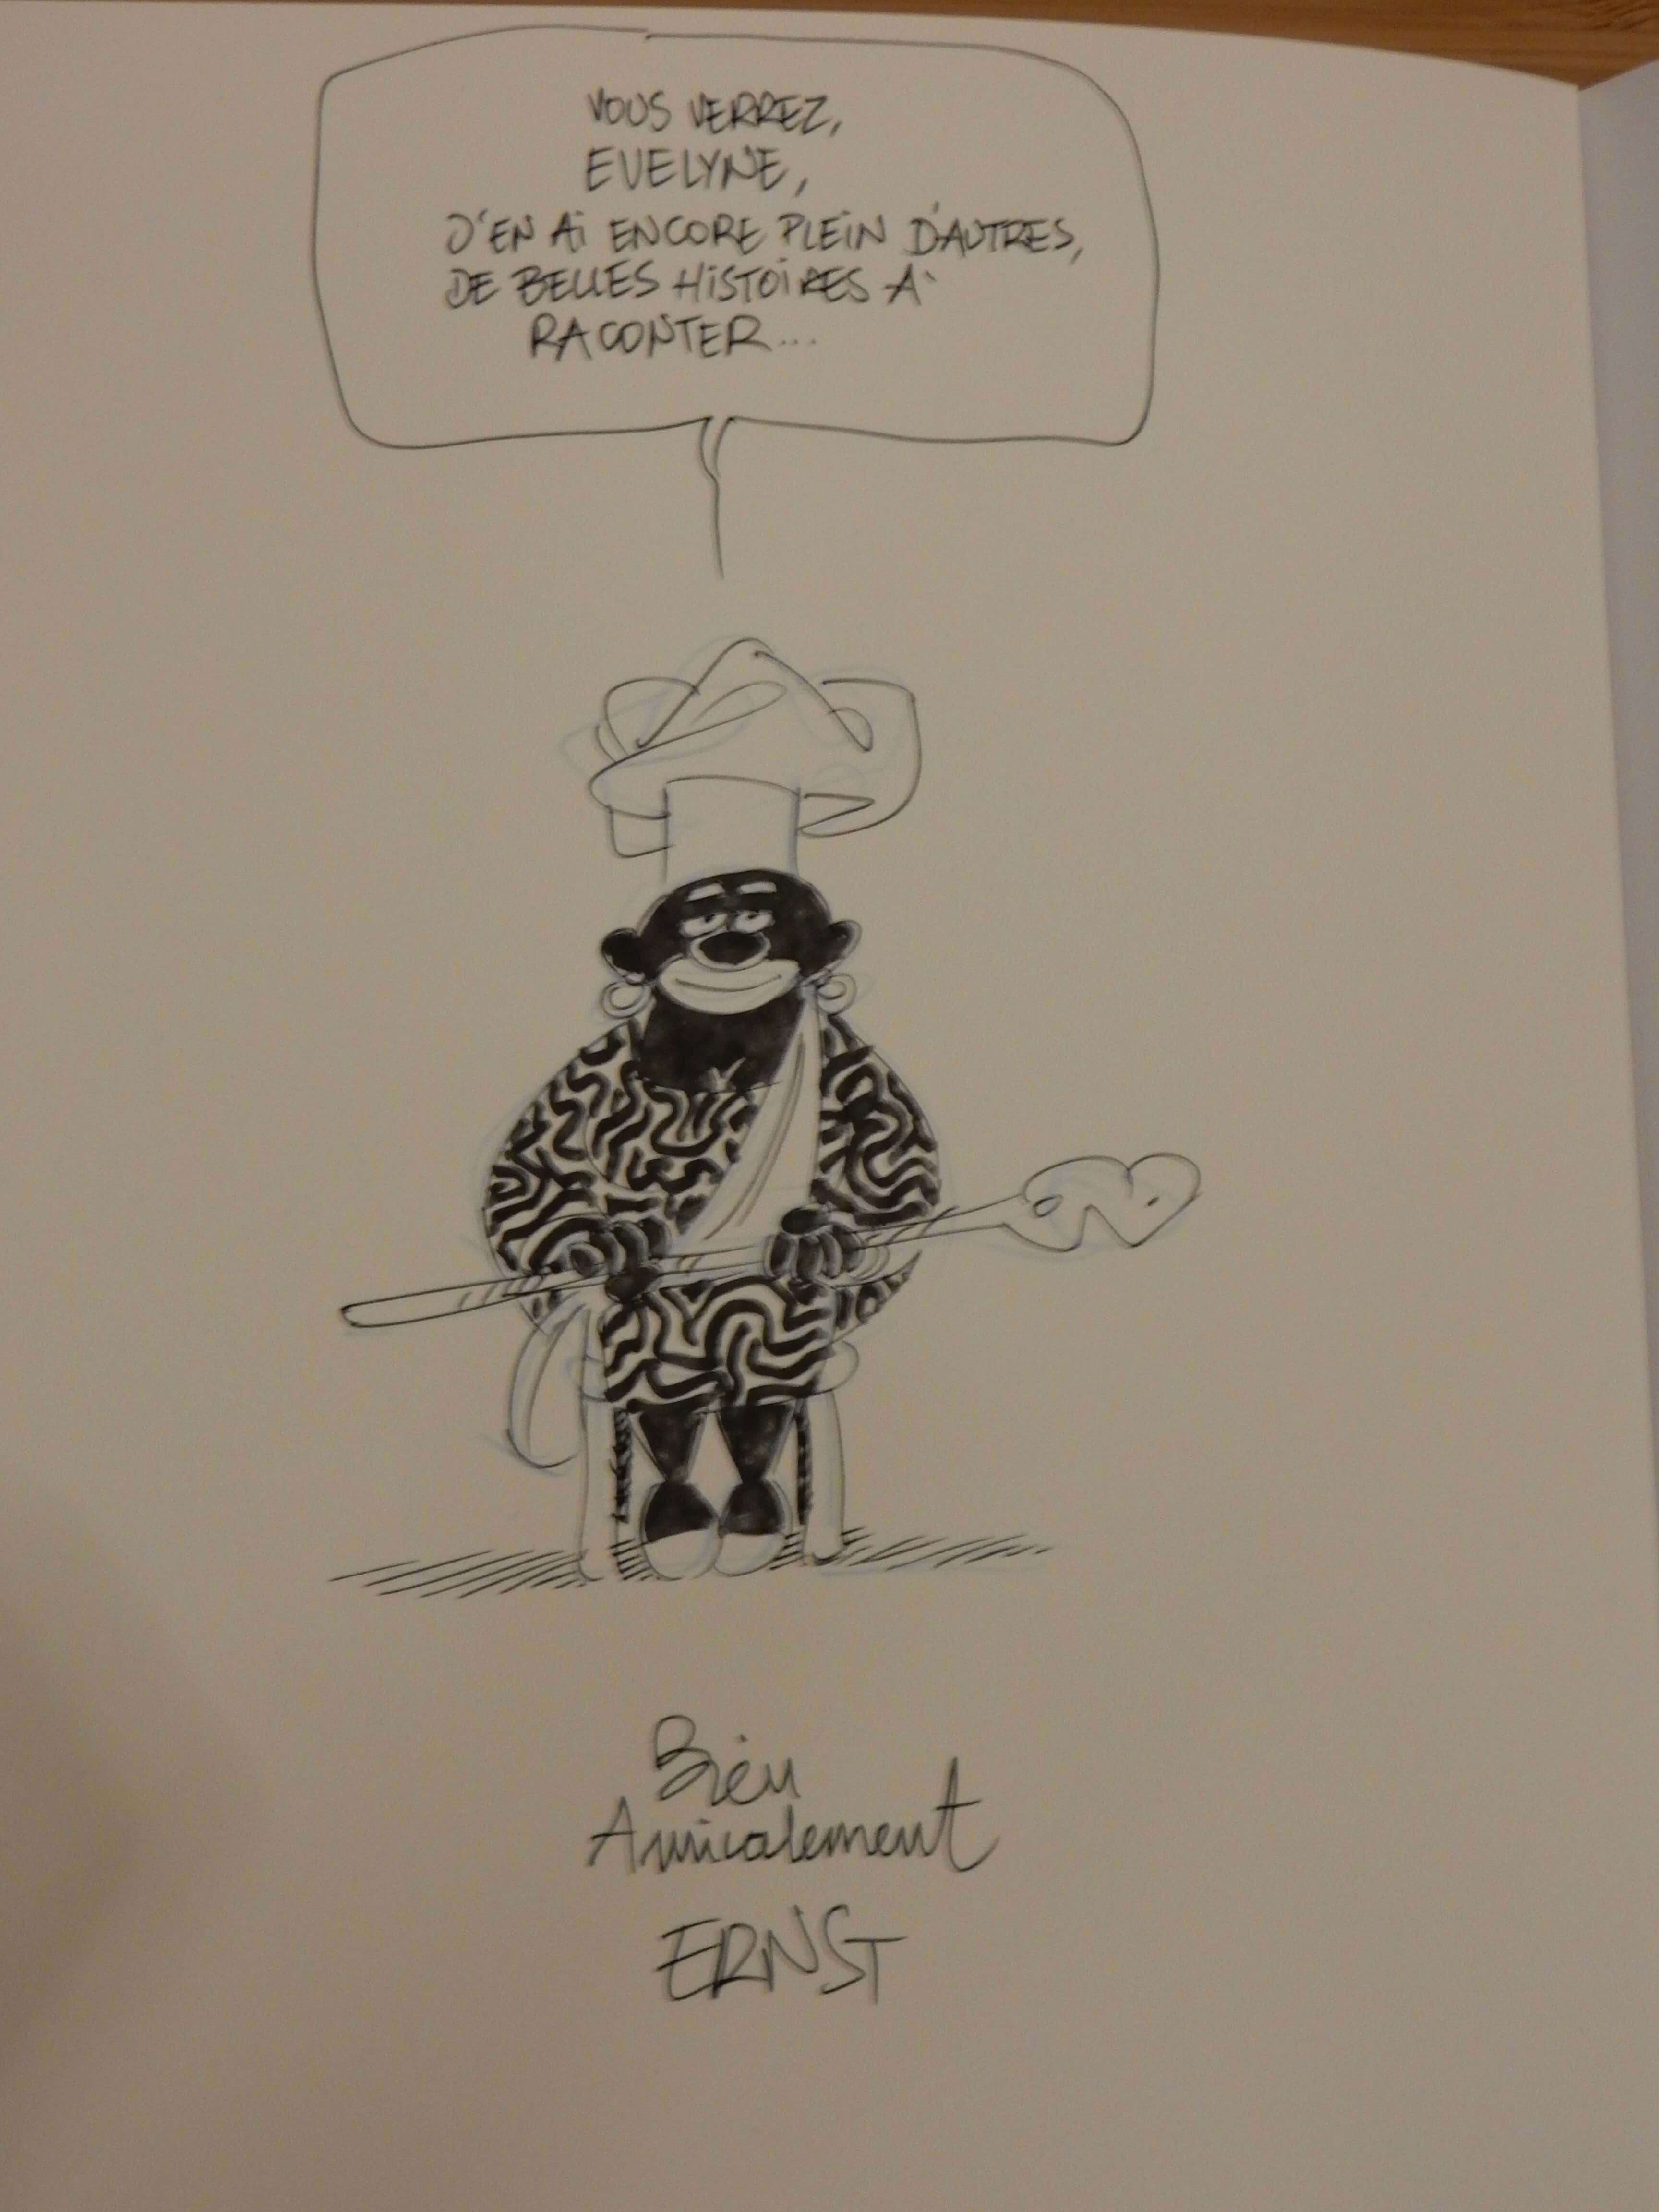 VOUS VERREZ,
EVELYNE,
J'EN Ai ENCORE PLEiN D'AUTRES,
DE BELLES HiSTOiRES À
RACONTER...
Bien
Amicalement
ERNST